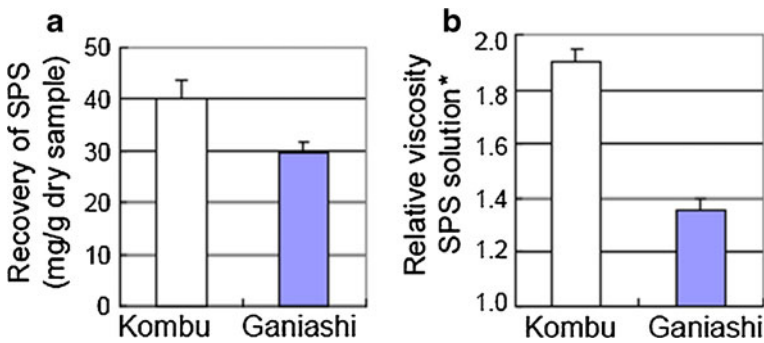 a
Recovery of SPS
(mg/g dry sample)
50
40
30
20
10
0
Kombu
Ganiashi
b
Relative viscosity
SPS solution*
2.0
1.8
1.6
1.4
1.2
1.0
Kombu
Ganiashi